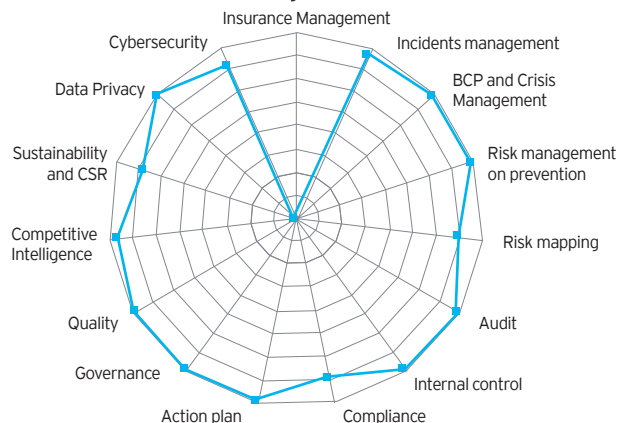 Insurance Management
Cybersecurity
Incidents management
Data Privacy
BCP and Crisis
Management
Sustainability
and CSR
Risk management
on prevention
Competitive
Intelligence
Risk mapping
Quality
Audit
Governance
Internal control
Action plan
Compliance